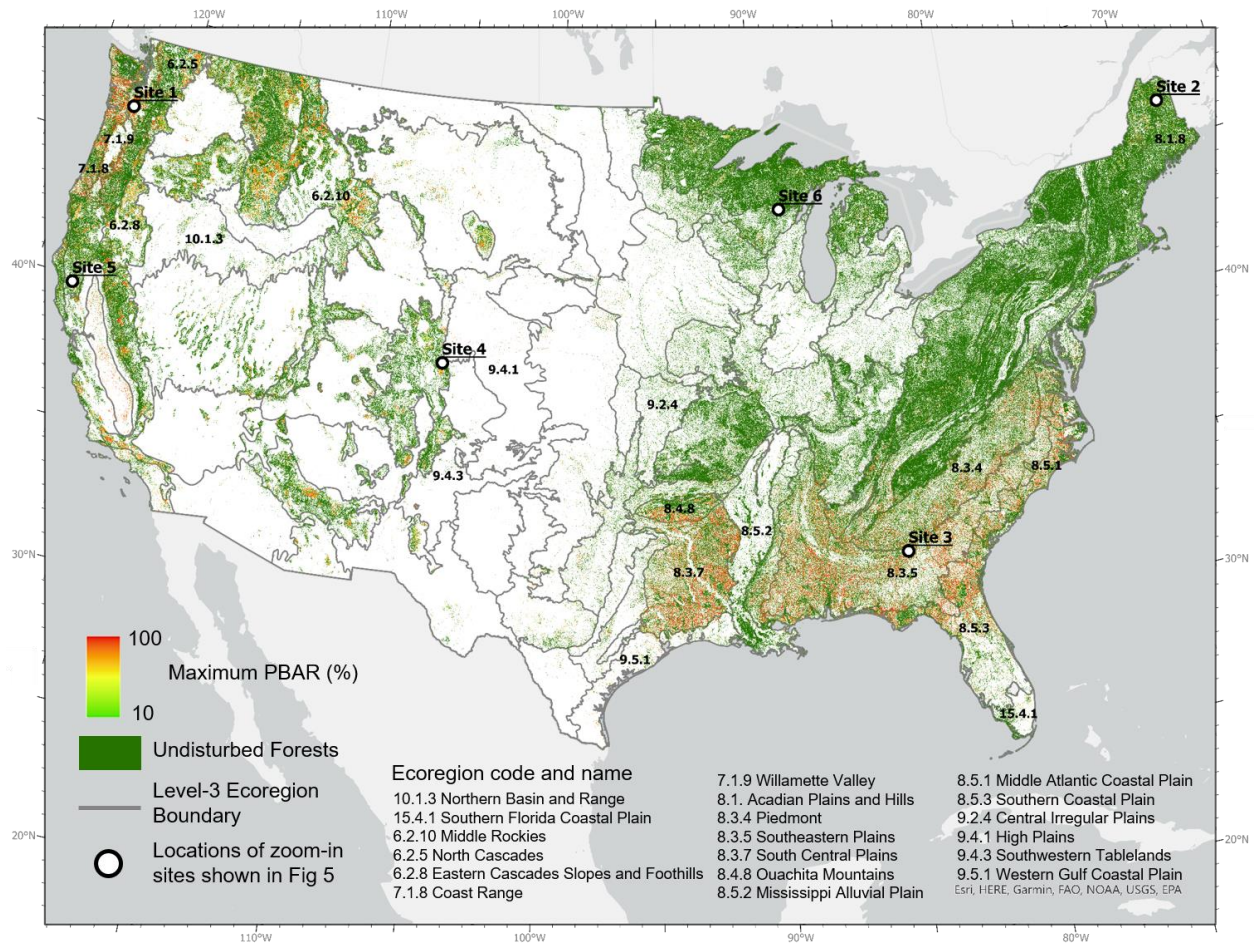 120°W 110°W 100°W 90°W 80°W 70°W
6.2.5
Site 1
Site 2
7.1.9
8.1.8
7.1.8
6.2.10
Site 6
6.2.8
10.1.3
40°N
40°N
Site 5
Site 4
9.4.1
9.2.4
8.3.4
8.5.1
9.4.3
8.4.8
8.5.2
Site 3
30°N
30°N
8.3.7
8.3.5
8.5.3
9.5.1
15.4.1
100
Maximum PBAR (%)
10
Undisturbed Forests
Level-3 Ecoregion
Boundary
Locations of zoom-in
sites shown in Fig 5
Ecoregion code and name
10.1.3 Northern Basin and Range
15.4.1 Southern Florida Coastal Plain
6.2.10 Middle Rockies
6.2.5 North Cascades
6.2.8 Eastern Cascades Slopes and Foothills
7.1.8 Coast Range
7.1.9 Willamette Valley
8.1. Acadian Plains and Hills
8.3.4 Piedmont
8.3.5 Southeastern Plains
8.3.7 South Central Plains
8.4.8 Ouachita Mountains
8.5.2 Mississippi Alluvial Plain
8.5.1 Middle Atlantic Coastal Plain
8.5.3 Southern Coastal Plain
9.2.4 Central Irregular Plains
9.4.1 High Plains
9.4.3 Southwestern Tablelands
9.5.1 Western Gulf Coastal Plain
Esri, HERE, Garmin, FAO, NOAA, USGS, EPA
20°N
20°N
110°W 100°W 90°W 80°W